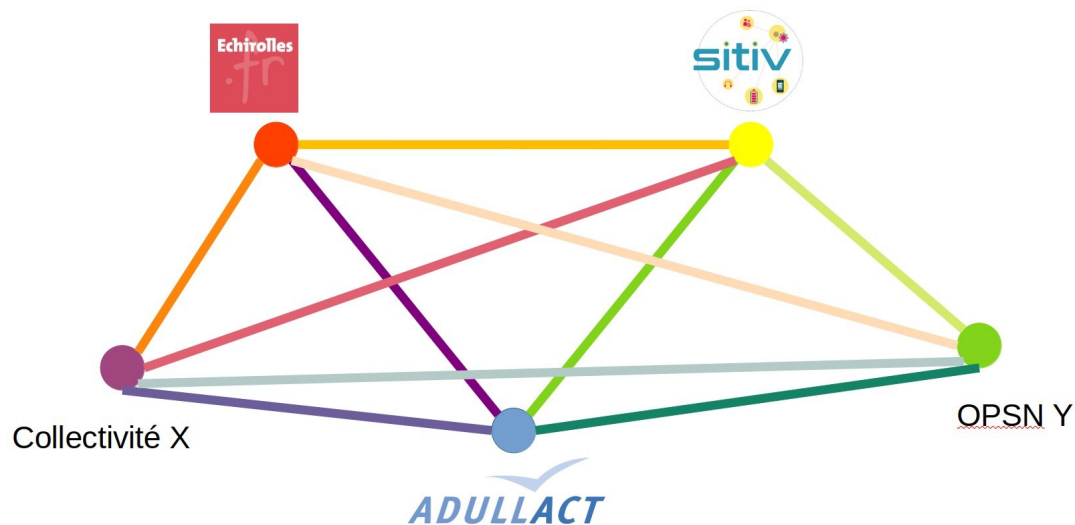 Echirolles
.fr
sitiv
Collectivité X
OPSN Y
ADULLACT